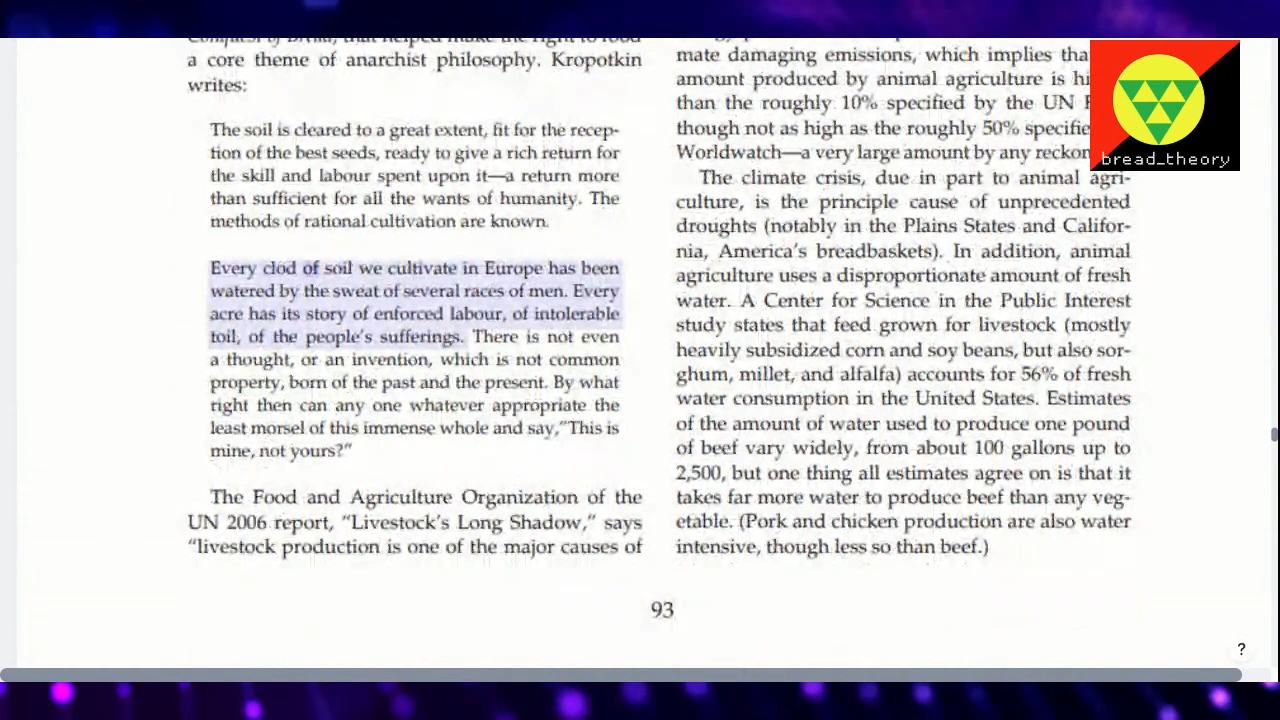 a core theme of anarchist philosophy. Kropotkin
writes:
The soil is cleared to a great extent, fit for the recep-
tion of the best seeds, ready to give a rich return for
the skill and labour spent upon it—a return more
than sufficient for all the wants of humanity. The
methods of rational cultivation are known.
Every clod of soil we cultivate in Europe has been
watered by the sweat of several races of men. Every
acre has its story of enforced labour, of intolerable
toil, of the people's sufferings. There is not even
a thought, or an invention, which is not common
property, born of the past and the present. By what
right then can any one whatever appropriate the
least morsel of this immense whole and say,"This is
mine, not yours?"
The Food and Agriculture Organization of the
UN 2006 report, "Livestock's Long Shadow," says
"livestock production is one of the major causes of
mate damaging emissions, which implies
amount produced by animal agriculture is
than the roughly 10% specified by the UN
though not as high as the roughly 50%
Worldwatch—a very large amount by any
The climate crisis, due in part to animal agri-
culture, is the principle cause of unprecedented
droughts (notably in the Plains States and Califor-
nia, America's breadbaskets). In addition, animal
agriculture uses a disproportionate amount of fresh
water. A Center for Science in the Public Interest
study states that feed grown for livestock (mostly
heavily subsidized corn and soy beans, but also sor-
ghum, millet, and alfalfa) accounts for 56% of fresh
water consumption in the United States. Estimates
of the amount of water used to produce one pound
of beef vary widely, from about 100 gallons up to
2,500, but one thing all estimates agree on is that it
takes far more water to produce beef than any veg-
etable. (Pork and chicken production are also water
intensive, though less so than beef.)
93
bread_theory
?